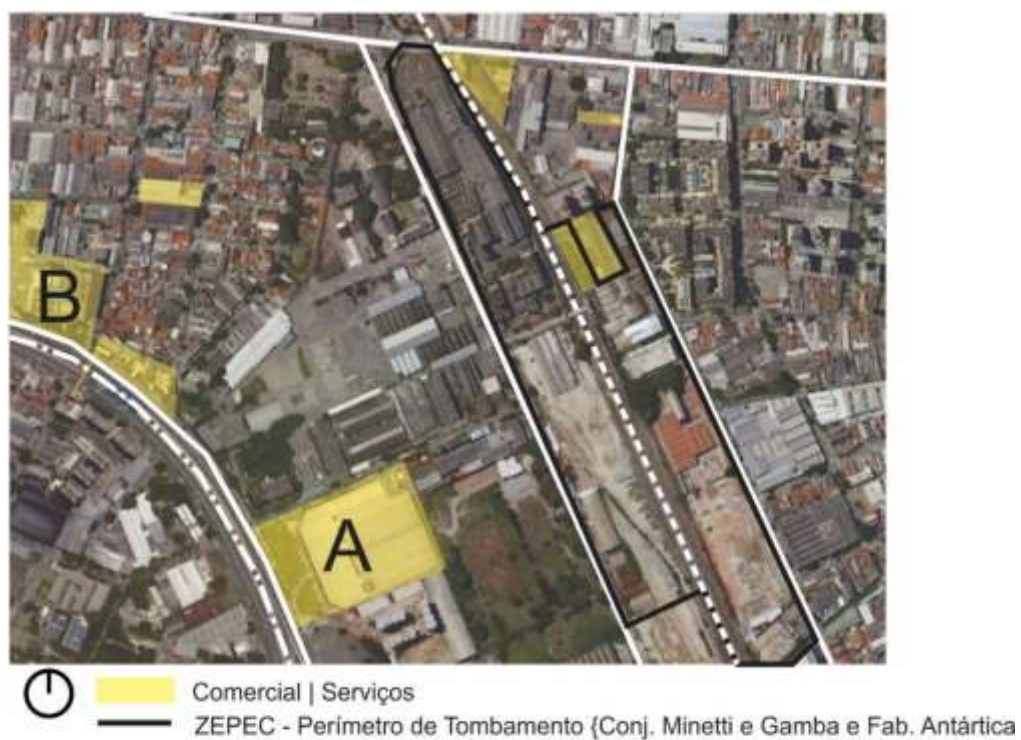 B
A
Comercial | Serviços
ZEPEC - Perímetro de Tombamento {Conj. Minetti e Gamba e Fab. Antártica